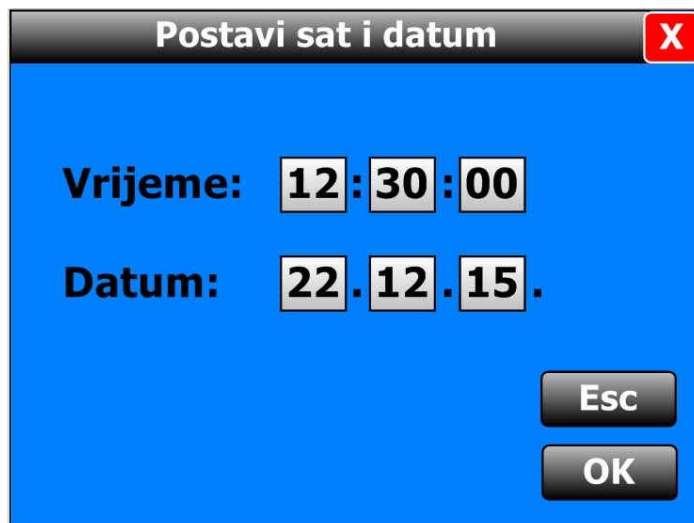 Postavi sat i datum X
Vrijeme: 12:30:00
Datum: 22.12.15.
Esc
OK